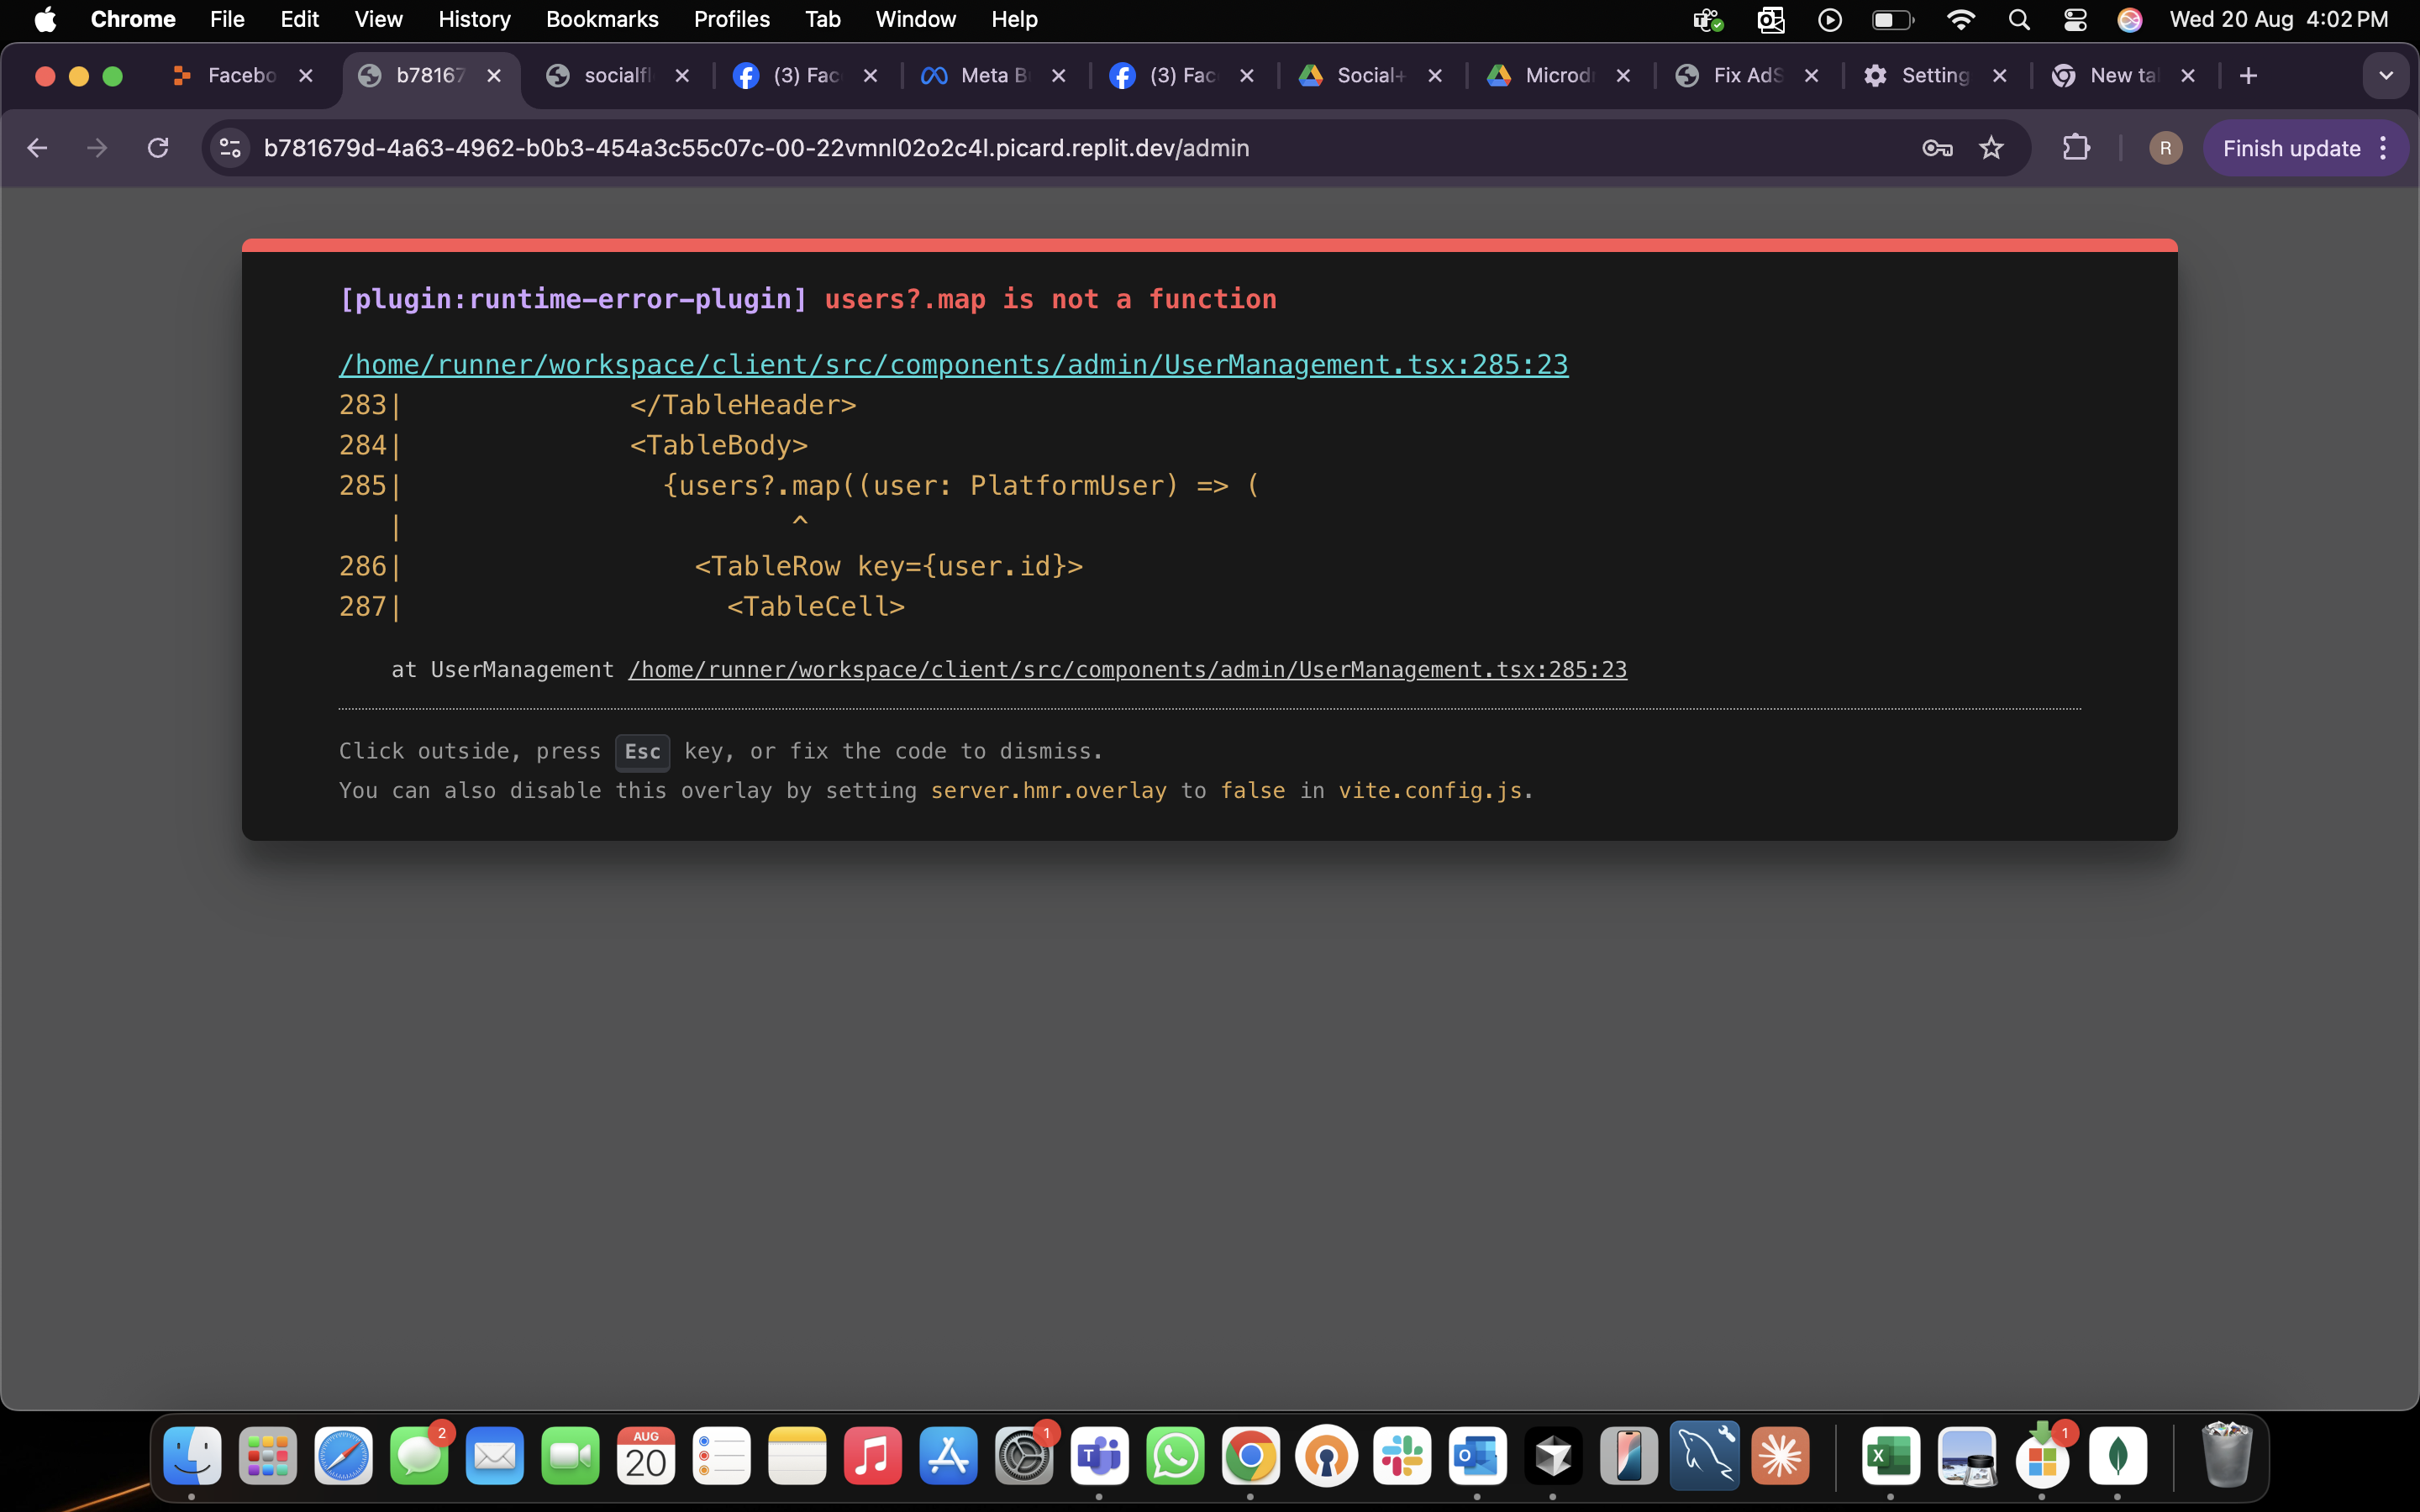 Chrome File Edit View History Bookmarks Profiles Tab Window Help Wed 20 Aug 4:02 PM
Facebo b78167 socialfl (3) Fac Meta B (3) Fac Social+ Microd Fix AdS Setting New tal
b781679d-4a63-4962-b0b3-454a3c55c07c-00-22vmnl02o2c4l.picard.replit.dev/admin R Finish update
[plugin:runtime-error-plugin] users?.map is not a function
/home/runner/workspace/client/src/components/admin/UserManagement.tsx:285:23
283| </TableHeader>
284| <TableBody>
285| {users?.map((user: PlatformUser) => (
| ^
286| <TableRow key={user.id}>
287| <TableCell>
at UserManagement /home/runner/workspace/client/src/components/admin/UserManagement.tsx:285:23
Click outside, press Esc key, or fix the code to dismiss.
You can also disable this overlay by setting server.hmr.overlay to false in vite.config.js.
2 AUG 20 1 1